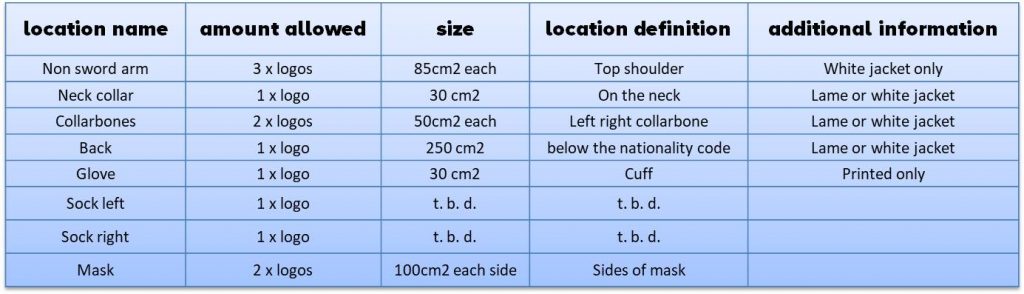 location name amount allowed size location definition additional information
Non sword arm 3 x logos 85cm2 each Top shoulder White jacket only
Neck collar 1 x logo 30 cm2 On the neck Lame or white jacket
Collarbones 2 x logos 50cm2 each Left right collarbone Lame or white jacket
Back 1 x logo 250 cm2 below the nationality code Lame or white jacket
Glove 1 x logo 30 cm2 Cuff Printed only
Sock left 1 x logo t. b. d. t. b. d.
Sock right 1 x logo t. b. d. t. b. d.
Mask 2 x logos 100cm2 each side Sides of mask